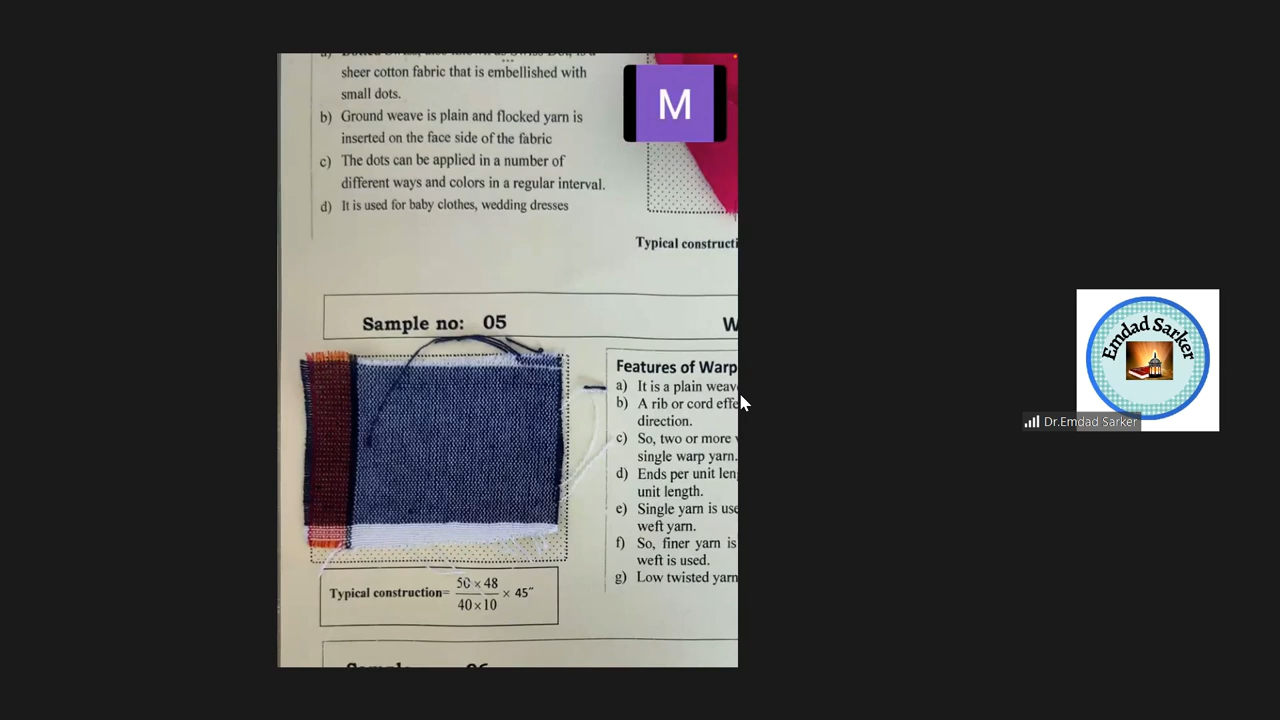 sheer cotton fabric that is embellished with
small dots.
b) Ground weave is plain and flocked yarn is
inserted on the face side of the fabric
c) The dots can be applied in a number of
different ways and colors in a regular interval.
d) It is used for baby clothes, wedding dresses
M
Typical constructi
Sample no: 05
W
Features of Warp
a) It is a plain weav
b) A rib or cord effe
direction.
c) So, two or more
single warp yarn.
d) Ends per unit len
unit length.
e) Single yarn is use
weft yarn.
f) So, finer yarn is
weft is used.
g) Low twisted yarn
Typical construction= 50 × 48
40 × 10
× 45"
Emdad Sarker
Dr.Emdad Sarker